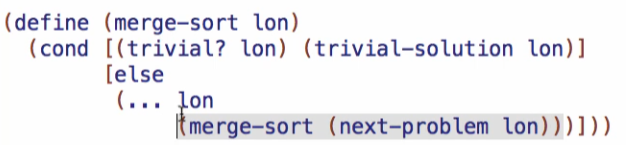 (define (merge-sort lon)
(cond [(trivial? lon) (trivial-solution lon)]
[else
(... lon
(merge-sort (next-problem lon)))]))